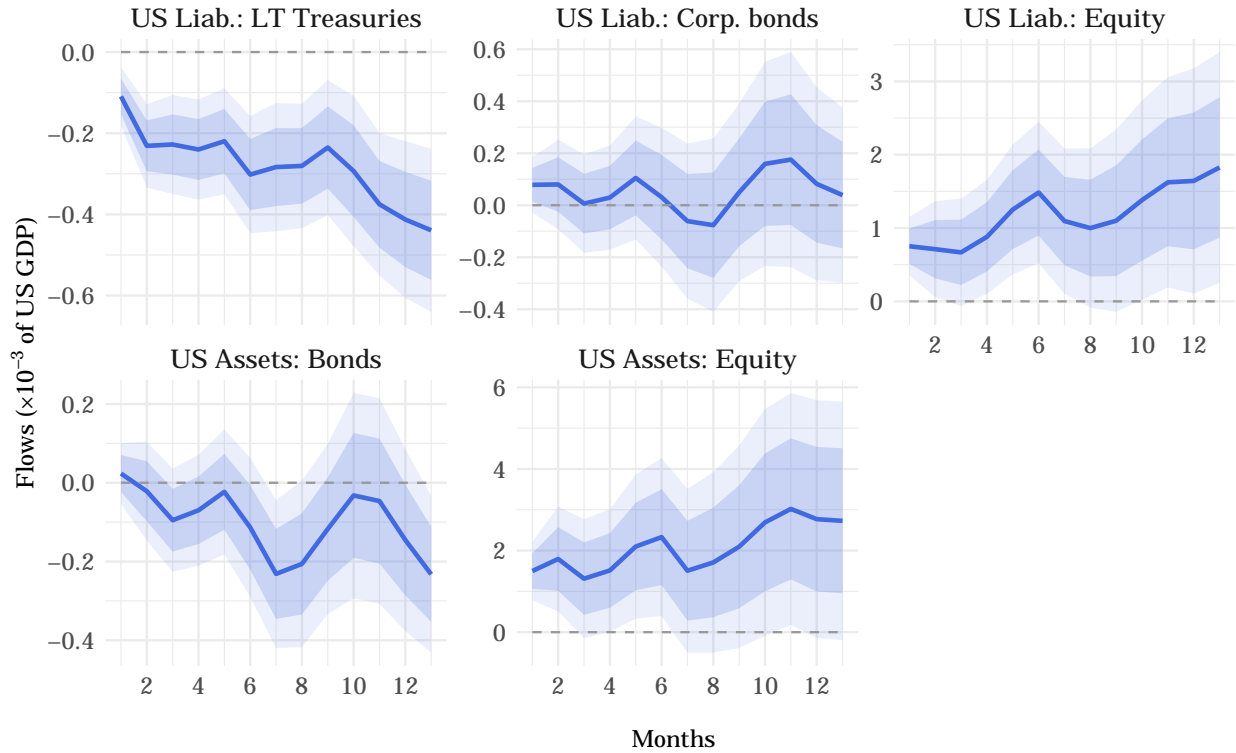 US Liab.: LT Treasuries
US Liab.: Corp. bonds
US Liab.: Equity
0.0
−0.2
−0.4
−0.6
0.6
0.4
0.2
0.0
−0.2
−0.4
3
2
1
0
2 4 6 8 10 12
US Assets: Bonds
US Assets: Equity
0.2
0.0
−0.2
−0.4
2 4 6 8 10 12
6
4
2
0
2 4 6 8 10 12
Flows (×10⁻³ of US GDP)
Months